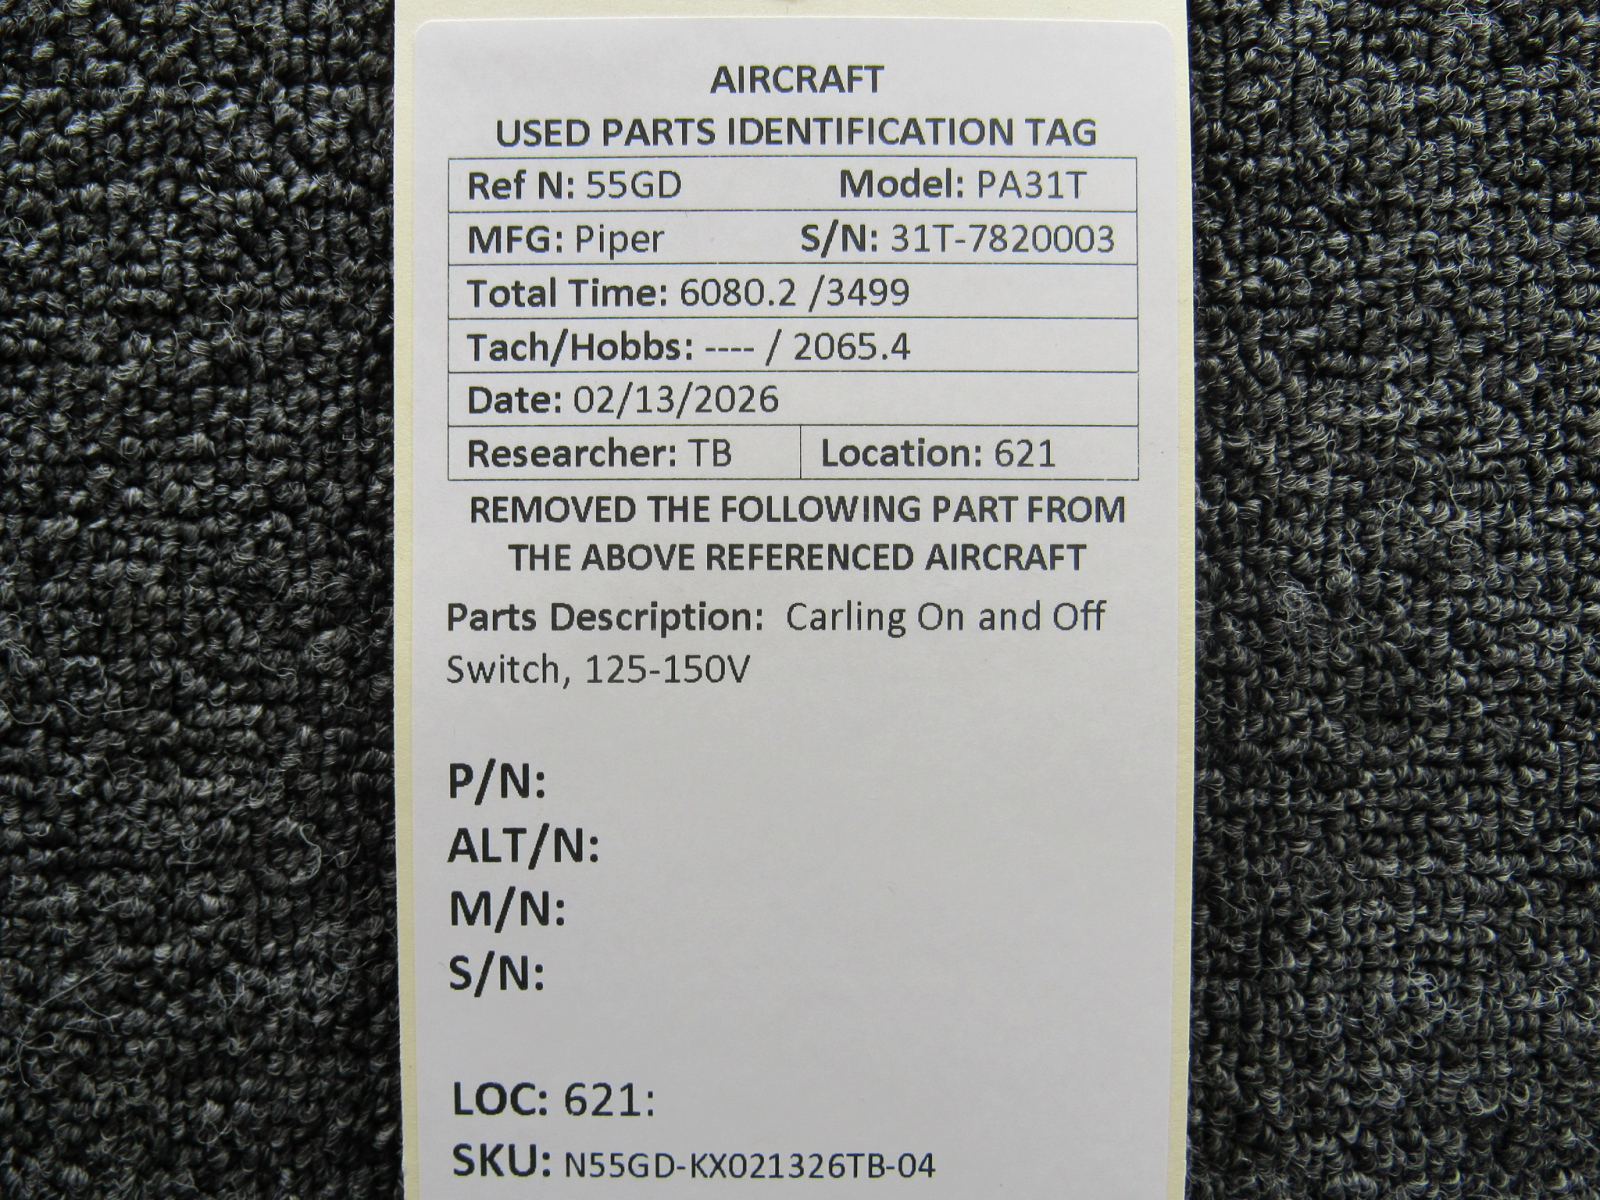 AIRCRAFT
USED PARTS IDENTIFICATION TAG
Ref N: 55GD Model: PA31T
MFG: Piper S/N: 31T-7820003
Total Time: 6080.2 /3499
Tach/Hobbs: ---- / 2065.4
Date: 02/13/2026
Researcher: TB Location: 621
REMOVED THE FOLLOWING PART FROM
THE ABOVE REFERENCED AIRCRAFT
Parts Description: Carling On and Off
Switch, 125-150V
P/N:
ALT/N:
M/N:
S/N:
LOC: 621:
SKU: N55GD-KX021326TB-04